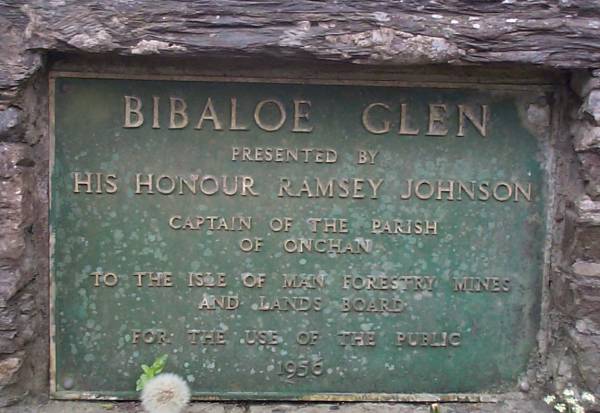 BIBALOE GLEN
PRESENTED BY
HIS HONOUR RAMSEY JOHNSON
CAPTAIN OF THE PARISH
OF ONCHAN
TO THE ISLE OF MAN FORESTRY MINES
AND LANDS BOARD
FOR THE USE OF THE PUBLIC
1956